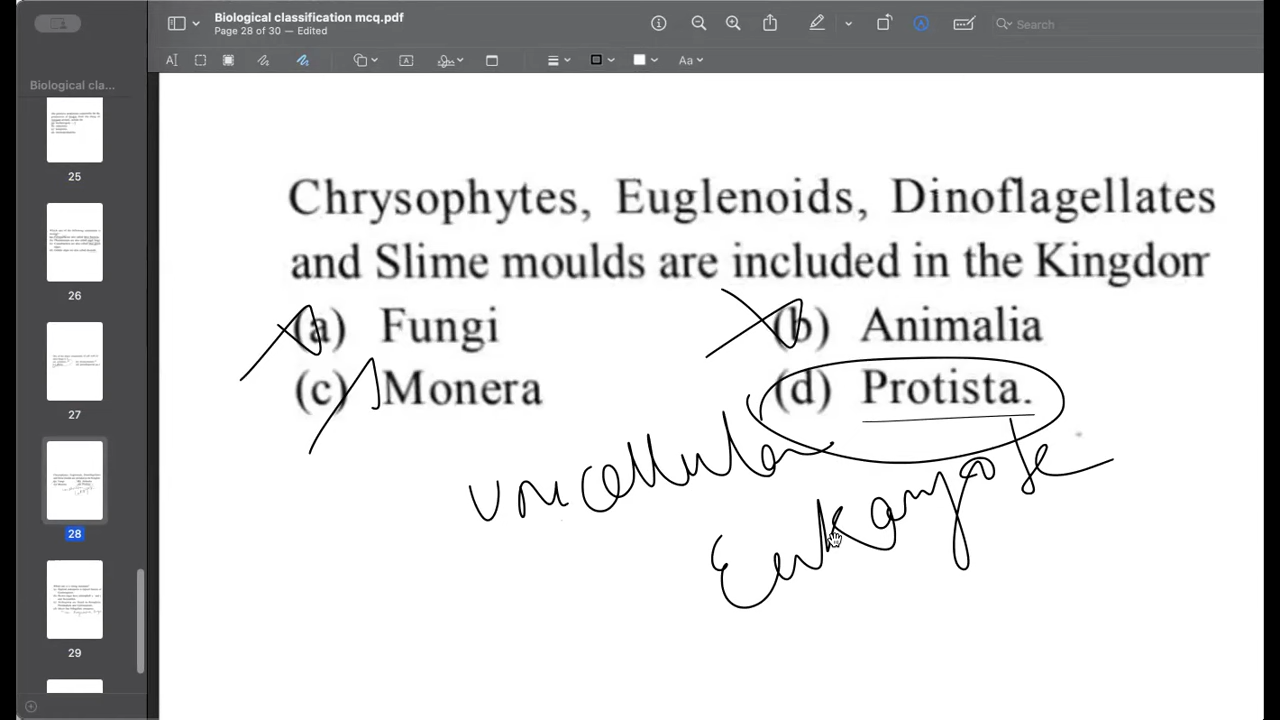 Biological classification mcq.pdf
Page 28 of 30 — Edited
Search
Aa
Biological cla...
25
26
27
28
29
Chrysophytes, Euglenoids, Dinoflagellates
and Slime moulds are included in the Kingdom
(a) Fungi (b) Animalia
(c) Monera (d) Protista.
unicellular
Eukaryote